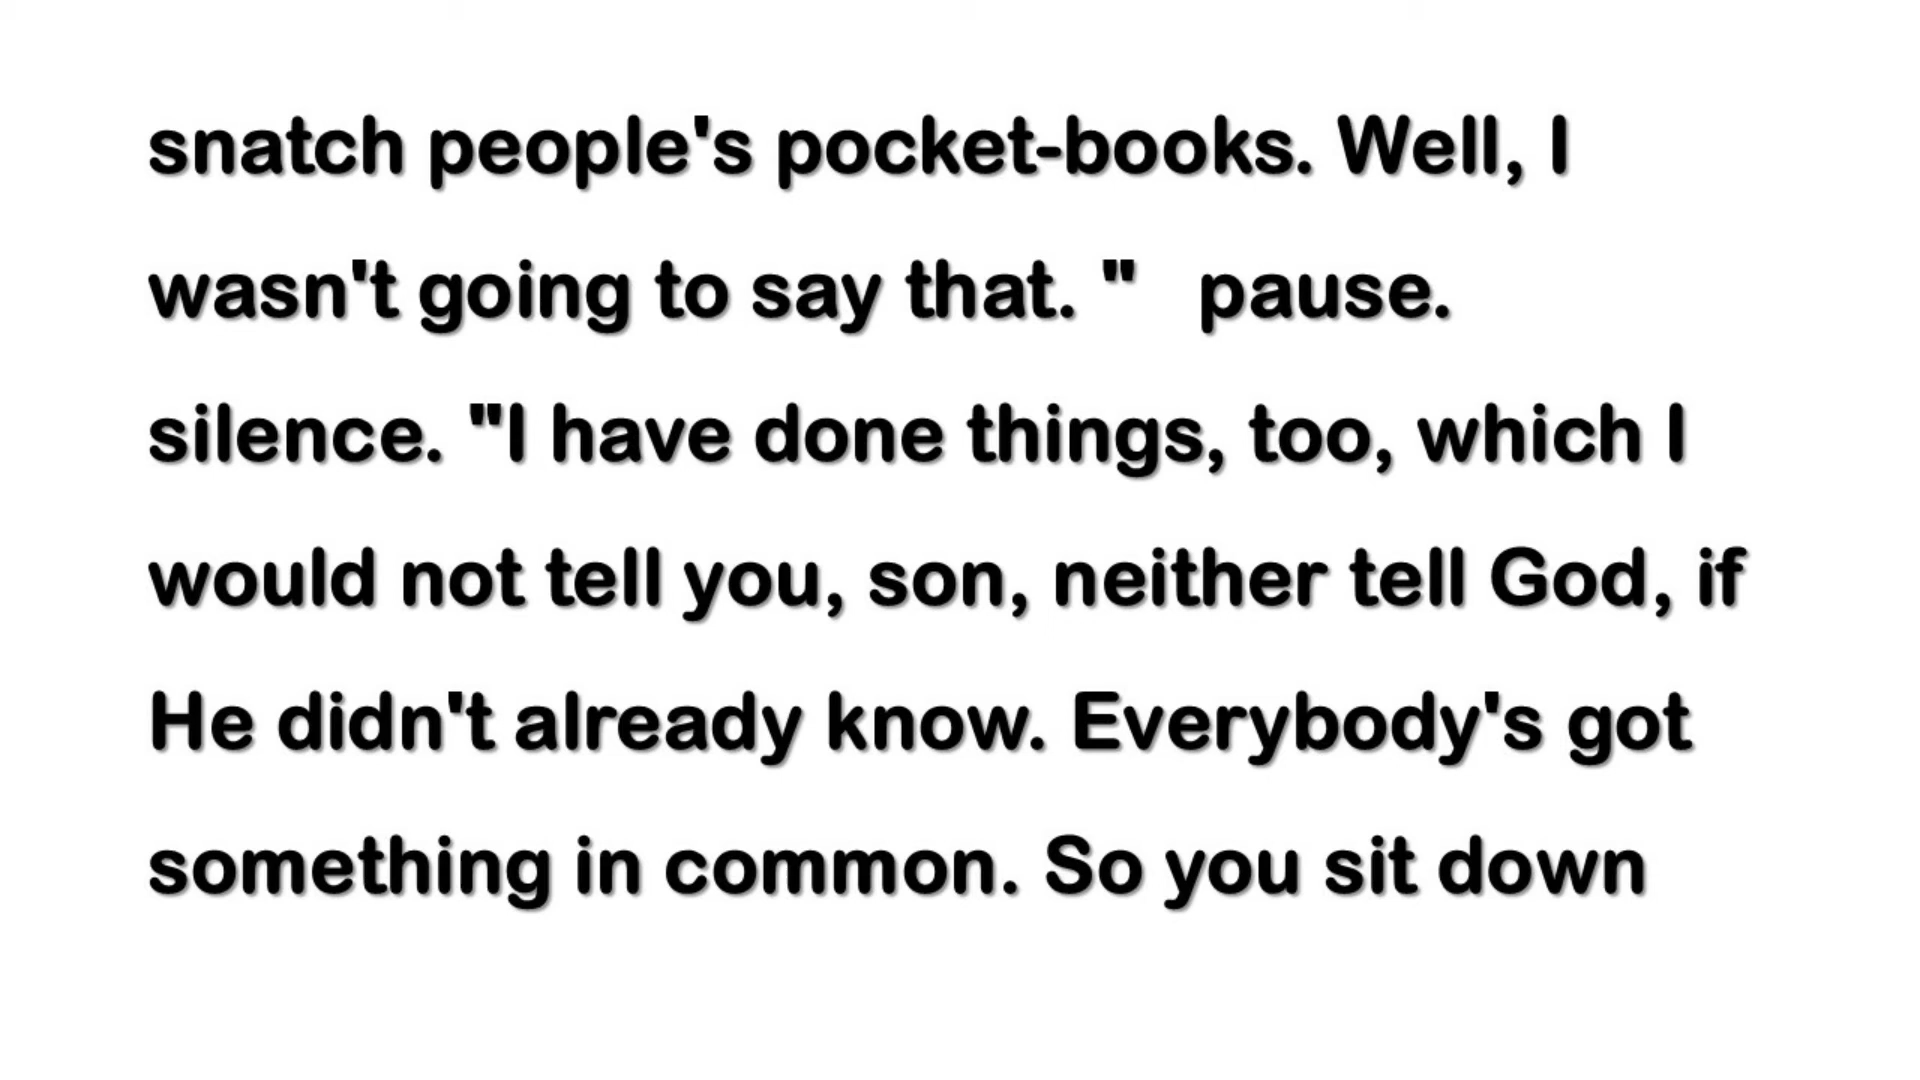 snatch people's pocket-books. Well, I
wasn't going to say that. "   pause.
silence. "I have done things, too, which I
would not tell you, son, neither tell God, if
He didn't already know. Everybody's got
something in common. So you sit down